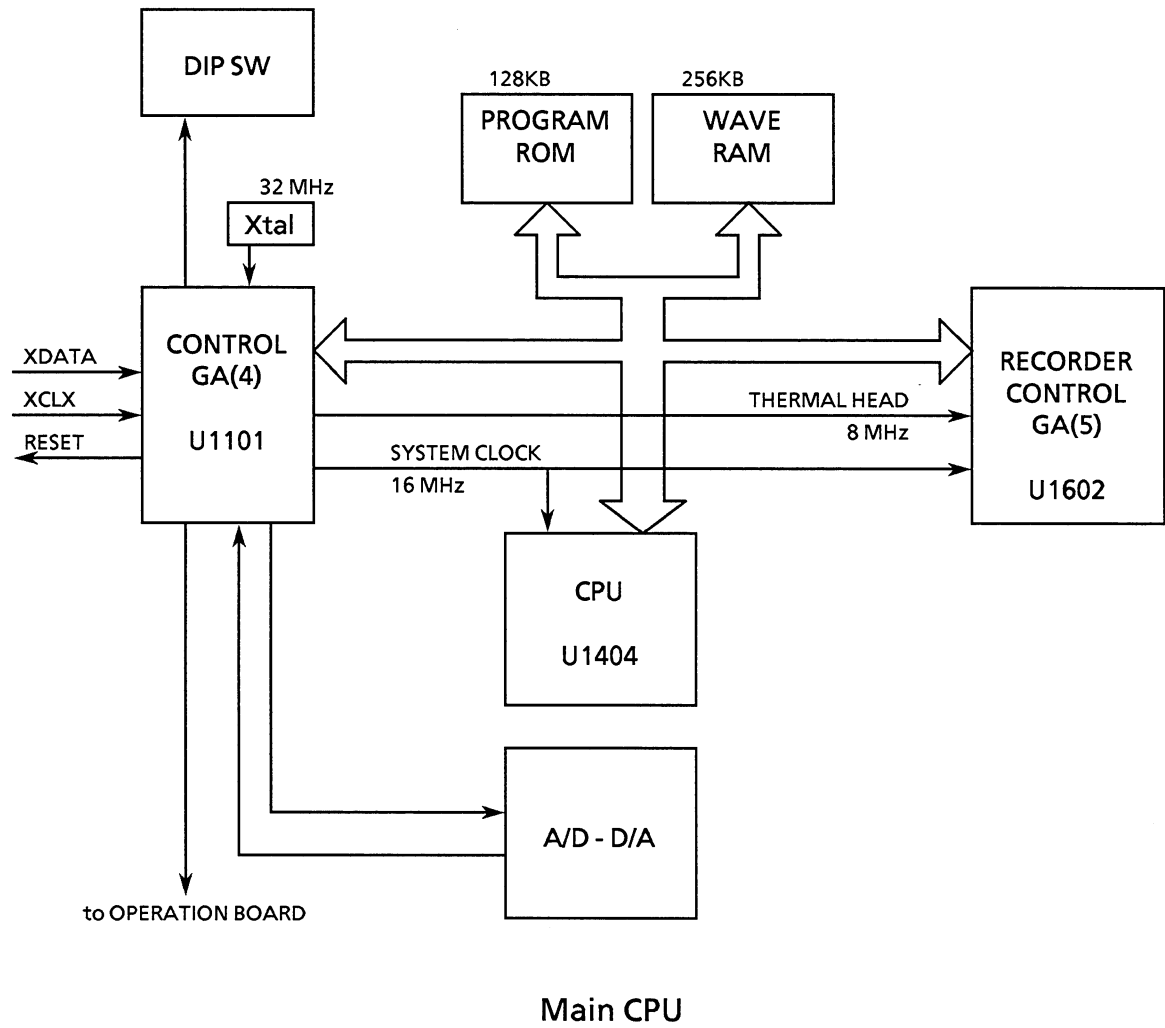 DIP SW
128KB
PROGRAM
ROM
256KB
WAVE
RAM
32 MHz
Xtal
CONTROL
GA(4)
U1101
XDATA
XCLX
RESET
RECORDER
CONTROL
GA(5)
U1602
THERMAL HEAD
8 MHz
SYSTEM CLOCK
16 MHz
CPU
U1404
A/D - D/A
to OPERATION BOARD
Main CPU